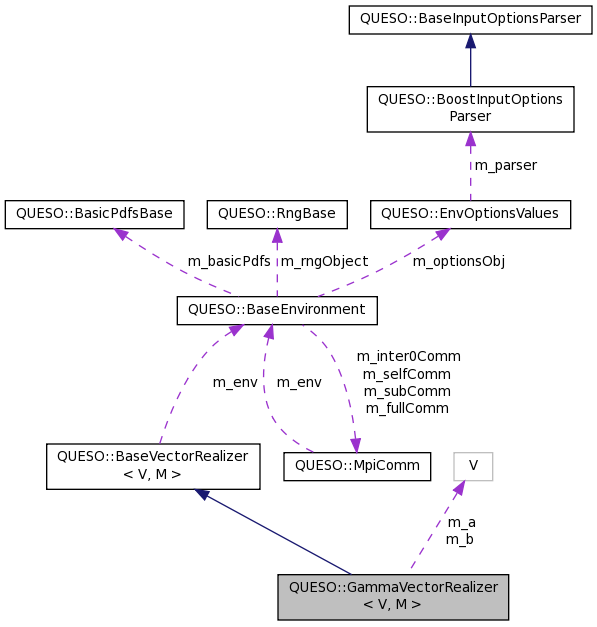 QUESO::BaseInputOptionsParser
QUESO::BoostInputOptions
Parser
m_parser
QUESO::BasicPdfsBase
QUESO::RngBase
QUESO::EnvOptionsValues
m_basicPdfs
m_rngObject
m_optionsObj
QUESO::BaseEnvironment
m_inter0Comm
m_selfComm
m_subComm
m_fullComm
m_env
m_env
QUESO::BaseVectorRealizer
< V, M >
QUESO::MpiComm
V
m_a
m_b
QUESO::GammaVectorRealizer
< V, M >